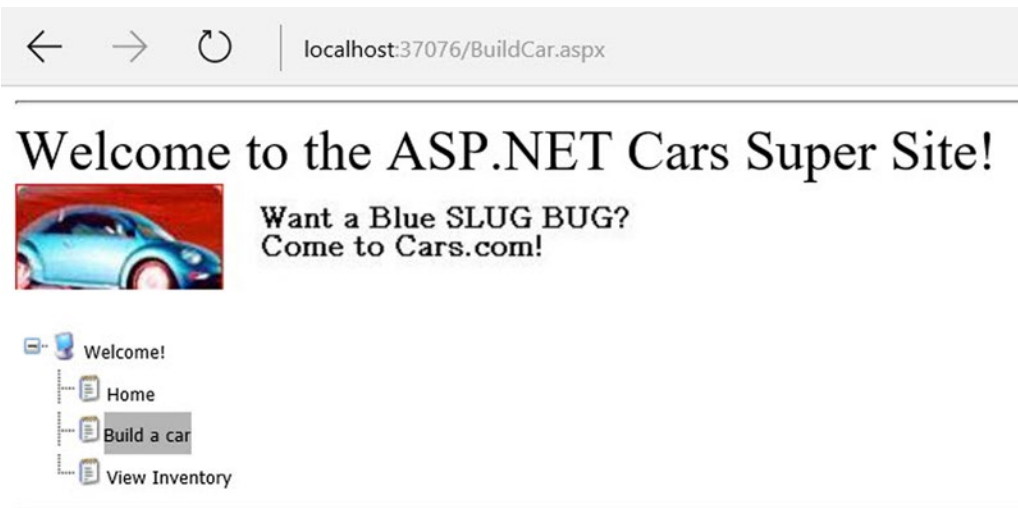 localhost:37076/BuildCar.aspx
Welcome to the ASP.NET Cars Super Site!
Want a Blue SLUG BUG?
Come to Cars.com!
Welcome!
Home
Build a car
View Inventory